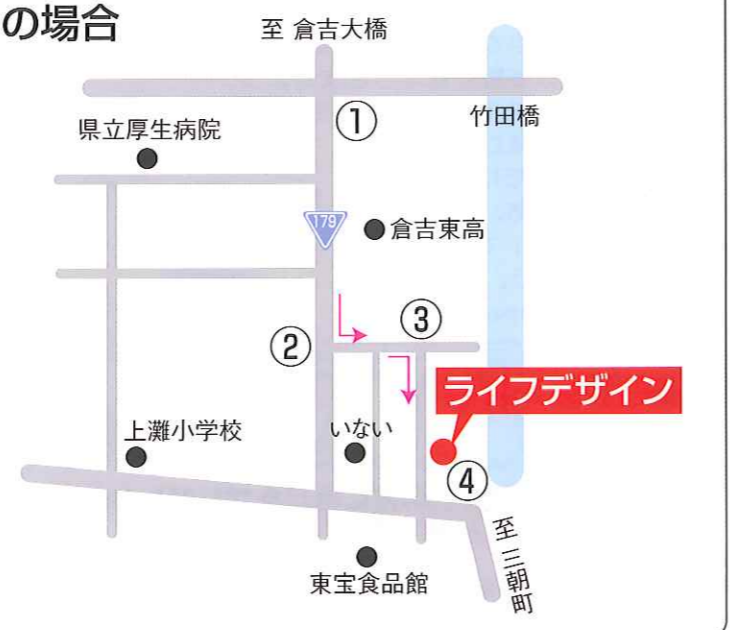 の場合
至 倉吉大橋
①
竹田橋
県立厚生病院
179
倉吉東高
③
②
ライフデザイン
上灘小学校
いない
④
至 三朝町
東宝食品館